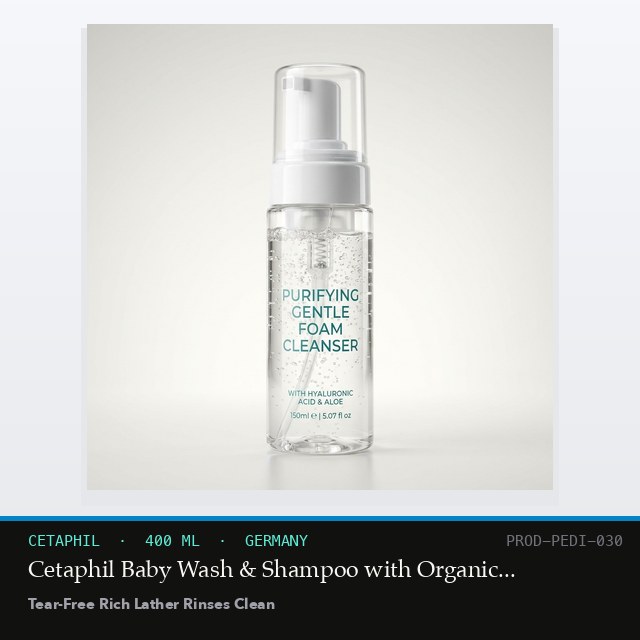 PURIFYING
GENTLE
FOAM
CLEANSER
WITH HYALURONIC
ACID & ALOE
150ml e | 5.07 fl oz
CETAPHIL · 400 ML · GERMANY
PROD-PEDI-030
Cetaphil Baby Wash & Shampoo with Organic...
Tear-Free Rich Lather Rinses Clean